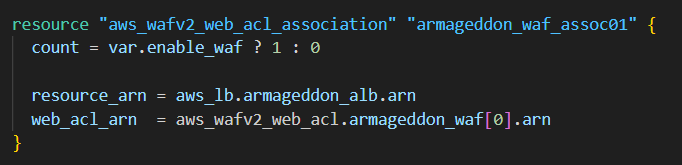 resource "aws_wafv2_web_acl_association" "armageddon_waf_assoc01" {
  count = var.enable_waf ? 1 : 0

  resource_arn = aws_lb.armageddon_alb.arn
  web_acl_arn  = aws_wafv2_web_acl.armageddon_waf[0].arn
}